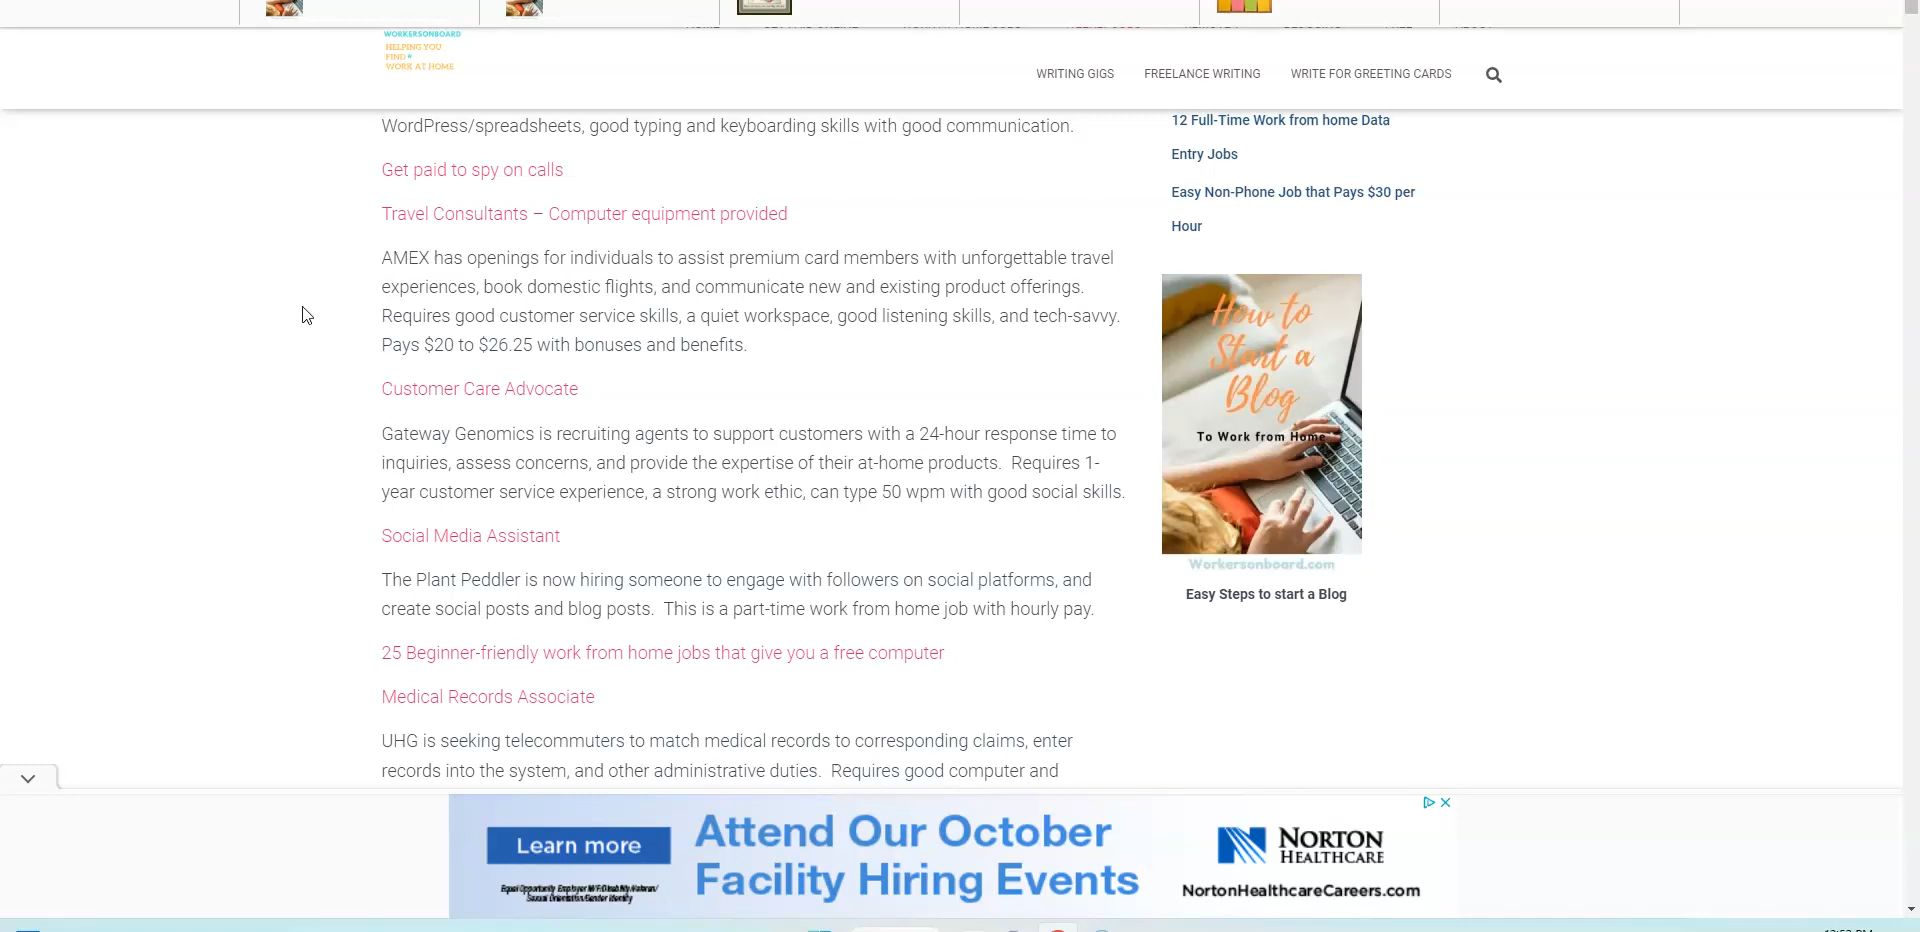 WORKERSONBOARD
HELPING YOU
FIND
WORK AT HOME
WRITING GIGS
FREELANCE WRITING
WRITE FOR GREETING CARDS
WordPress/spreadsheets, good typing and keyboarding skills with good communication.
Get paid to spy on calls
Travel Consultants – Computer equipment provided
AMEX has openings for individuals to assist premium card members with unforgettable travel
experiences, book domestic flights, and communicate new and existing product offerings.
Requires good customer service skills, a quiet workspace, good listening skills, and tech-savvy.
Pays $20 to $26.25 with bonuses and benefits.
Customer Care Advocate
Gateway Genomics is recruiting agents to support customers with a 24-hour response time to
inquiries, assess concerns, and provide the expertise of their at-home products.  Requires 1-
year customer service experience, a strong work ethic, can type 50 wpm with good social skills.
Social Media Assistant
The Plant Peddler is now hiring someone to engage with followers on social platforms, and
create social posts and blog posts.  This is a part-time work from home job with hourly pay.
25 Beginner-friendly work from home jobs that give you a free computer
Medical Records Associate
UHG is seeking telecommuters to match medical records to corresponding claims, enter
records into the system, and other administrative duties.  Requires good computer and
12 Full-Time Work from home Data
Entry Jobs
Easy Non-Phone Job that Pays $30 per
Hour
How to
Start a
Blog
To Work from Home
Workersonboard.com
Easy Steps to start a Blog
Learn more
Equal Opportunity Employer M/F/Disability/Veteran/
Sexual Orientation/Gender Identity
Attend Our October
Facility Hiring Events
NORTON
HEALTHCARE
NortonHealthcareCareers.com